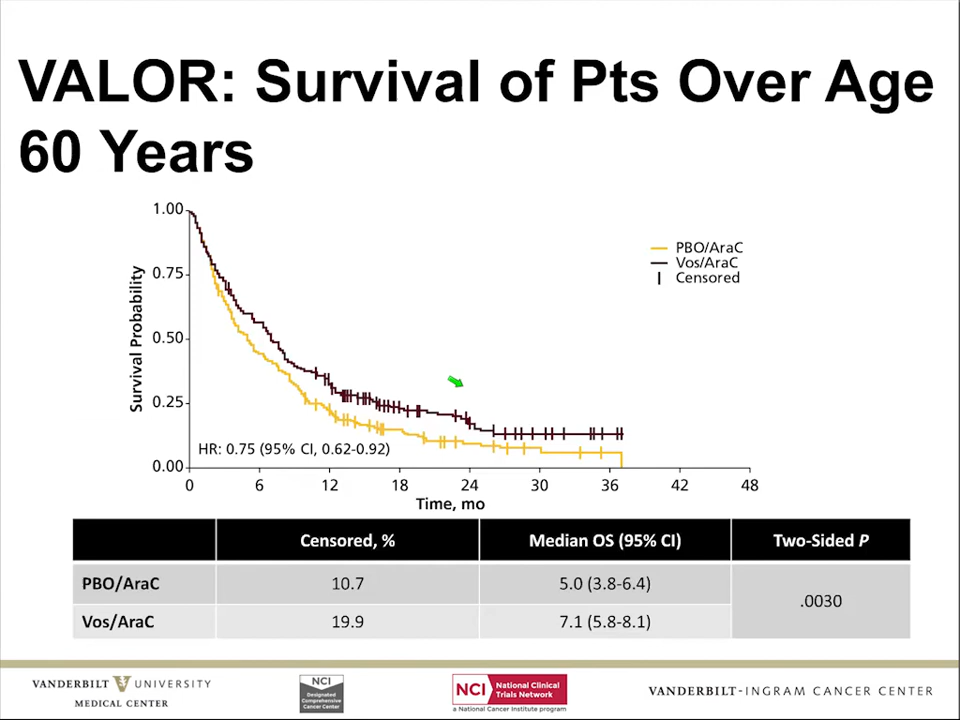 VALOR: Survival of Pts Over Age
60 Years
1.00
0.75
0.50
0.25
0.00
Survival Probability
PBO/AraC
Vos/AraC
Censored
HR: 0.75 (95% CI, 0.62-0.92)
0 6 12 18 24 30 36 42 48
Time, mo
Censored, % Median OS (95% CI) Two-Sided P
PBO/AraC 10.7 5.0 (3.8-6.4) .0030
Vos/AraC 19.9 7.1 (5.8-8.1)
VANDERBILT UNIVERSITY
MEDICAL CENTER
NCI
Designated
Comprehensive
Cancer Center
NCI National Clinical
Trials Network
a National Cancer Institute program
VANDERBILT-INGRAM CANCER CENTER